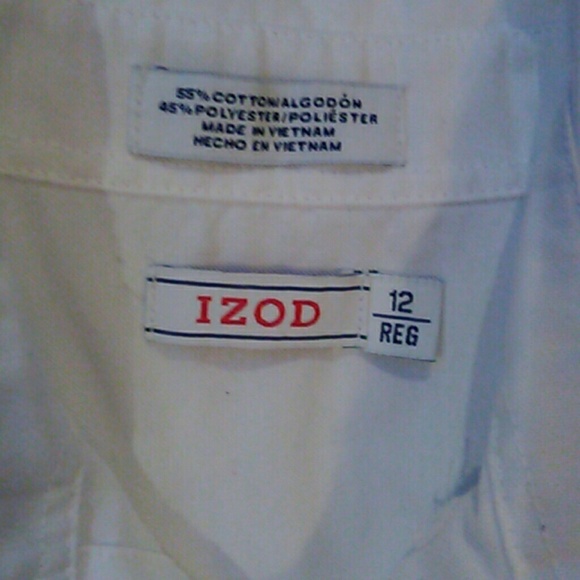 55% COTTON/ALGODÓN
45% POLYESTER/POLIÉSTER
MADE IN VIETNAM
HECHO EN VIETNAM
IZOD
12
REG